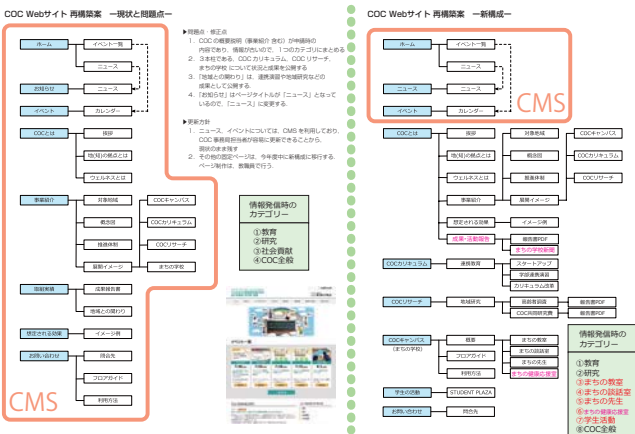 COC Webサイト 再構築案 ー現状と問題点ー
ホーム
イベント一覧
ニュース
お知らせ
ニュース
イベント
カレンダー
COCとは
挨拶
地(知)の拠点とは
ウェルネスとは
事業紹介
対象地域
COCキャンパス
概念図
COCカリキュラム
推進体制
COCリサーチ
展開イメージ
まちの学校
取組実績
成果報告書
地域との関わり
想定される効果
イメージ例
お問い合わせ
問合先
フロアガイド
利用方法
CMS
▶問題点・修正点
1．COCの概要説明（事業紹介 含む）が申請時の
内容であり、情報が古いので、1つのカテゴリにまとめる
2．3本柱である、COCカリキュラム、COCリサーチ、
まちの学校 について状況と成果を公開する
3．「地域との関わり」は、連携演習や地域研究などの
成果として公開する．
4．「お知らせ」はページタイトルが「ニュース」となって
いるので、「ニュース」に変更する．
▶更新方針
1．ニュース、イベントについては、CMSを利用しており、
COC事務局担当者が容易に更新できることから、
現状のまま残す
2．その他の固定ページは、今年度中に新構成に移行する．
ページ制作は、教職員で行う．
情報発信時の
カテゴリー
①教育
②研究
③社会貢献
④COC全般
COC Webサイト 再構築案 ー新構成ー
ホーム
イベント一覧
ニュース
ニュース
ニュース
イベント
カレンダー
CMS
COCとは
挨拶
対象地域
COCキャンパス
地(知)の拠点とは
概念図
COCカリキュラム
ウェルネスとは
推進体制
COCリサーチ
事業紹介
展開イメージ
想定される効果
イメージ例
成果・活動報告
報告書PDF
まちの学校新聞
COCカリキュラム
連携教育
スタートアップ
学部連携演習
カリキュラム改革
COCリサーチ
地域研究
高齢者調査
報告書PDF
COC共同研究費
報告書PDF
COCキャンパス
(まちの学校)
概要
まちの教室
まちの談話室
フロアガイド
まちの先生
利用方法
まちの健康応援室
学生の活動
STUDENT PLAZA
お問い合わせ
問合先
情報発信時の
カテゴリー
①教育
②研究
③まちの教室
④まちの談話室
⑤まちの先生
⑥まちの健康応援室
⑦学生活動
⑧COC全般